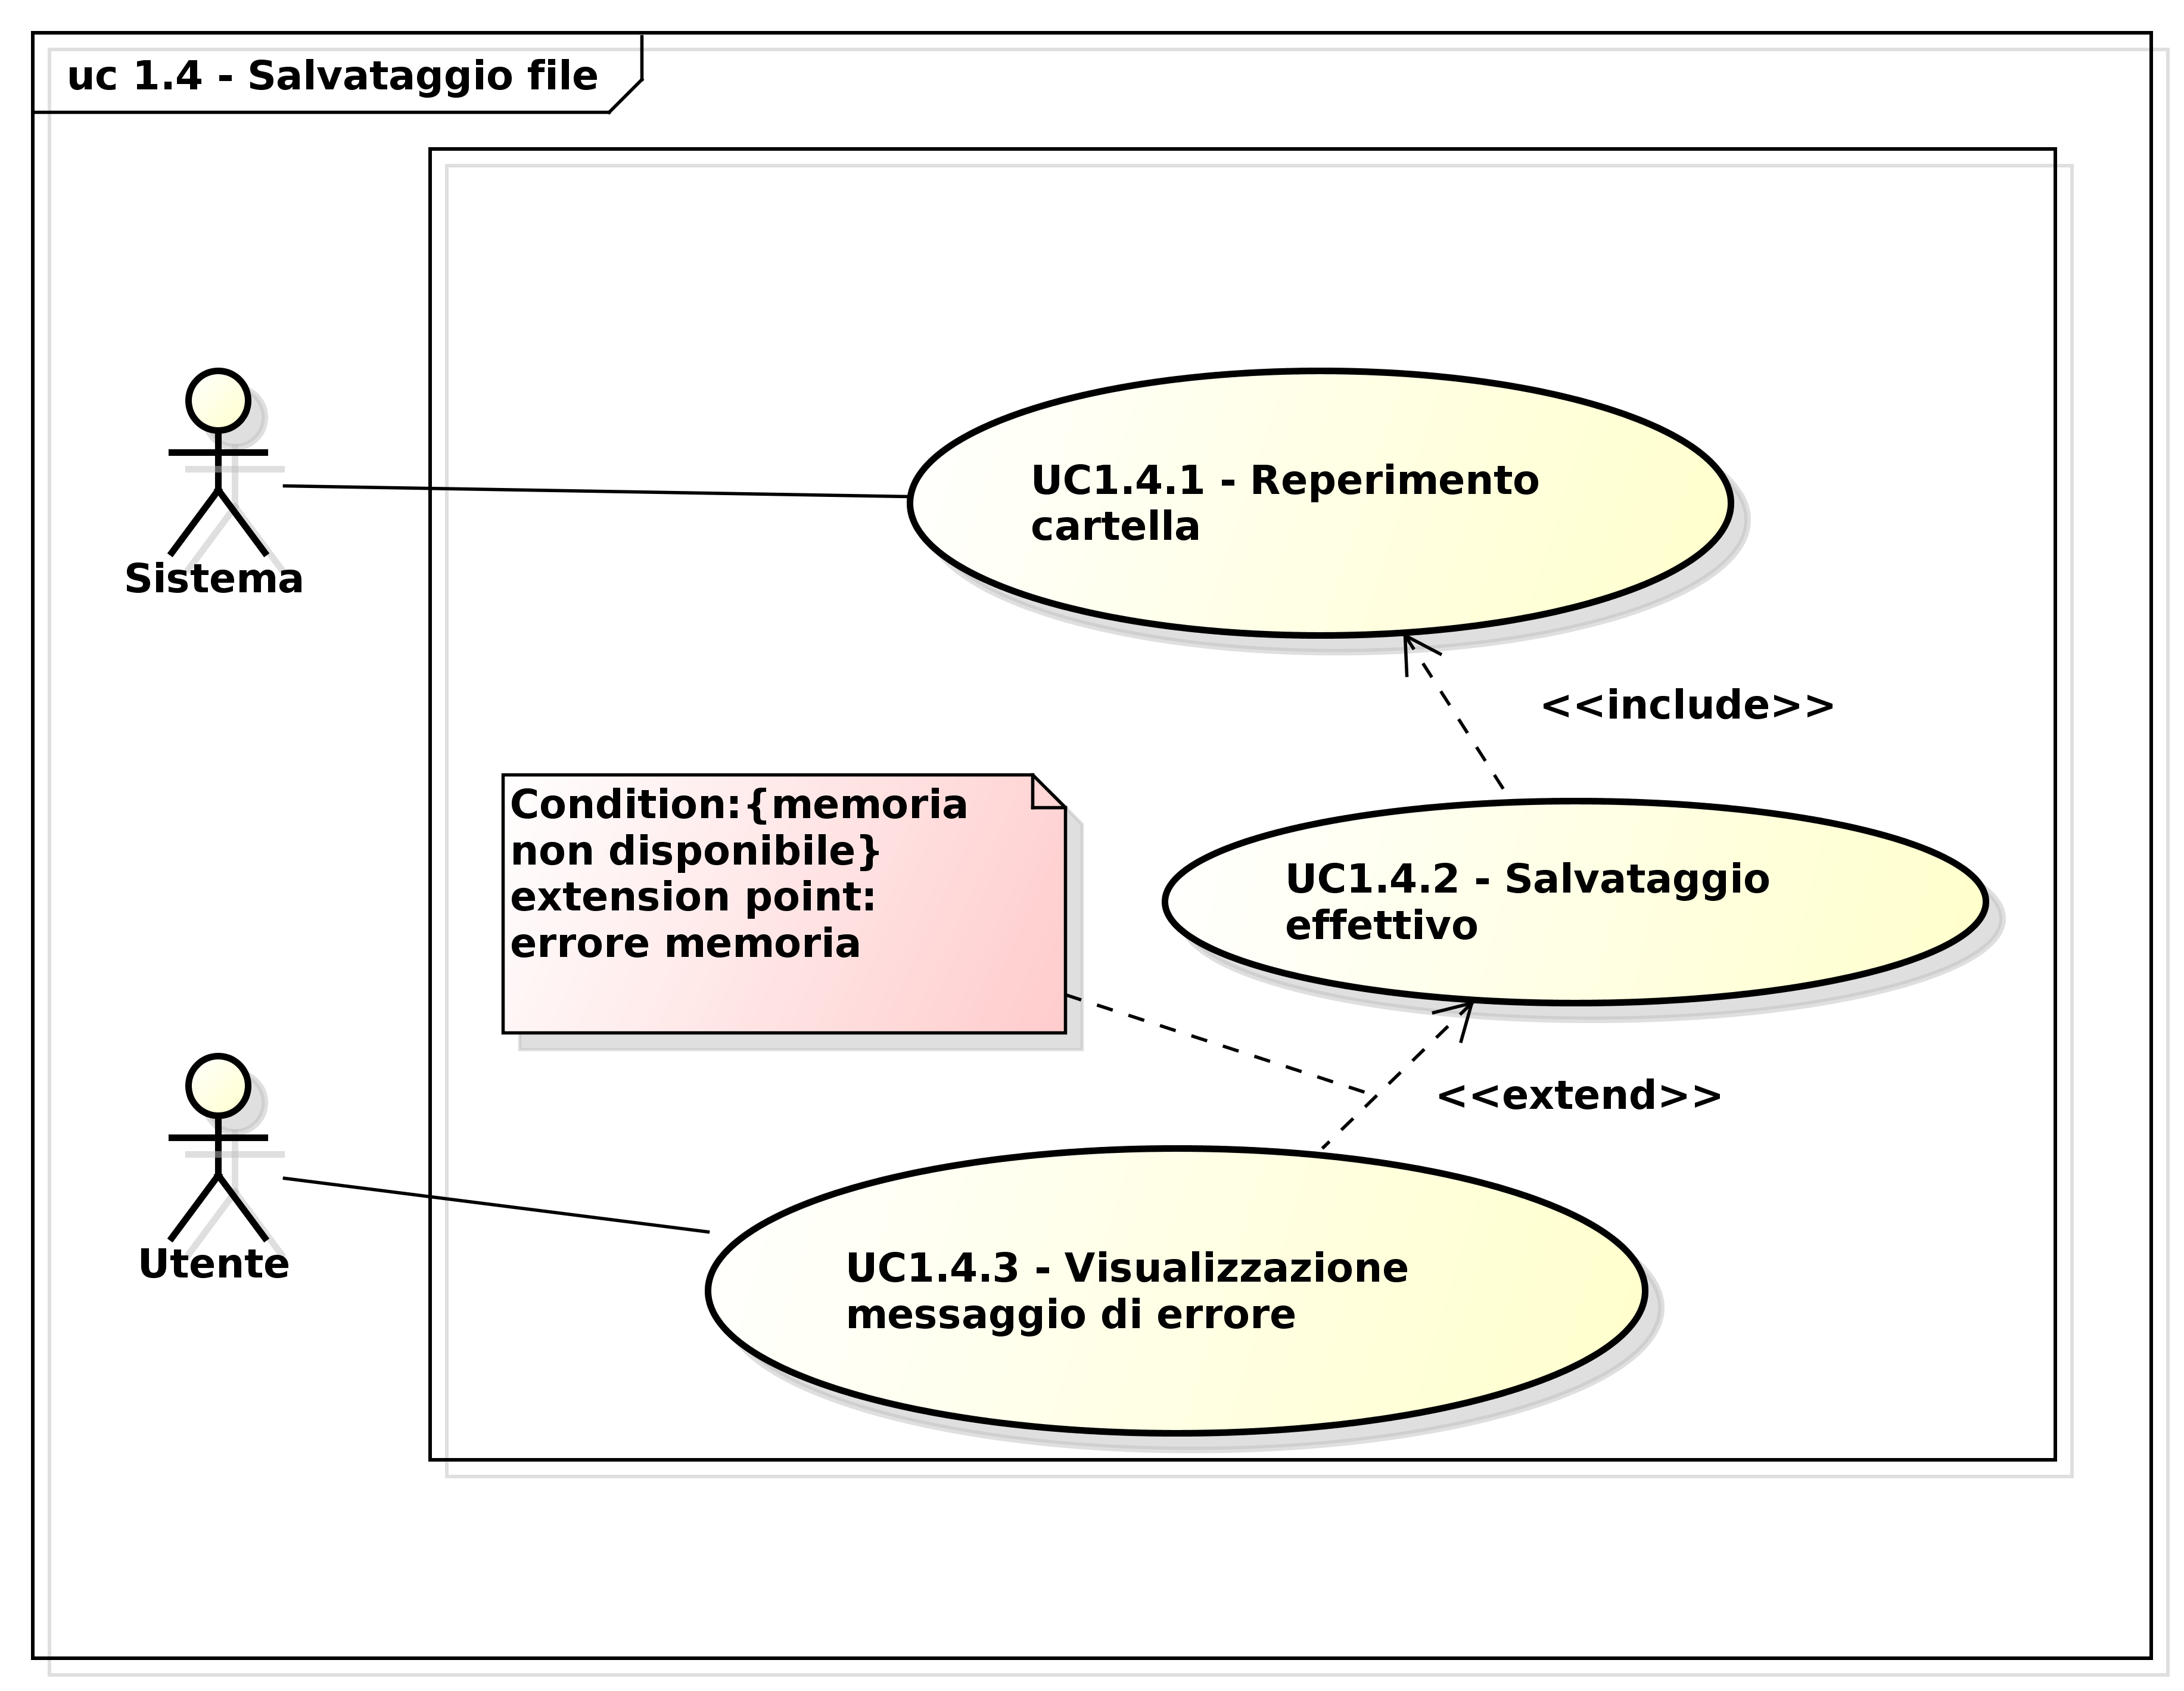 uc 1.4 - Salvataggio file
Sistema
UC1.4.1 - Reperimento
cartella
<<include>>
Condition:{memoria
non disponibile}
extension point:
errore memoria
UC1.4.2 - Salvataggio
effettivo
<<extend>>
Utente
UC1.4.3 - Visualizzazione
messaggio di errore